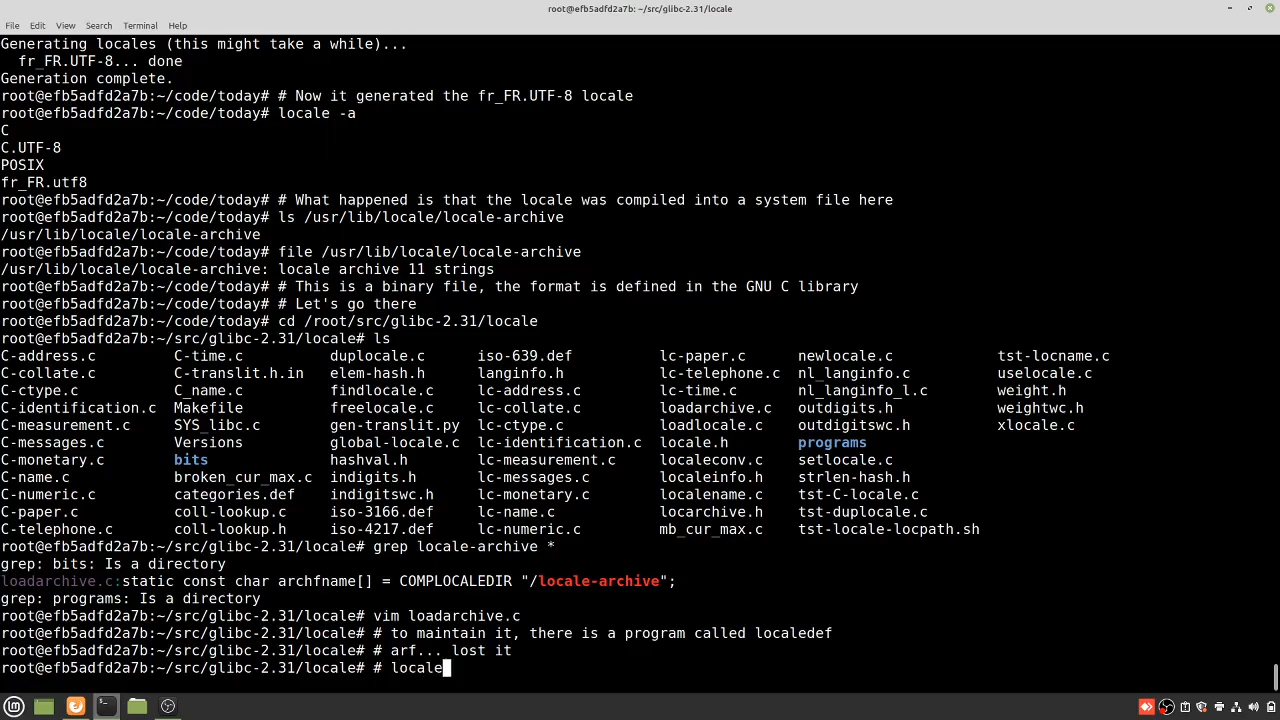 root@efb5adfd2a7b: ~/src/glibc-2.31/locale
File Edit View Search Terminal Help
Generating locales (this might take a while)...
  fr_FR.UTF-8... done
Generation complete.
root@efb5adfd2a7b:~/code/today# # Now it generated the fr_FR.UTF-8 locale
root@efb5adfd2a7b:~/code/today# locale -a
C
C.UTF-8
POSIX
fr_FR.utf8
root@efb5adfd2a7b:~/code/today# # What happened is that the locale was compiled into a system file here
root@efb5adfd2a7b:~/code/today# ls /usr/lib/locale/locale-archive
/usr/lib/locale/locale-archive
root@efb5adfd2a7b:~/code/today# file /usr/lib/locale/locale-archive
/usr/lib/locale/locale-archive: locale archive 11 strings
root@efb5adfd2a7b:~/code/today# # This is a binary file, the format is defined in the GNU C library
root@efb5adfd2a7b:~/code/today# # Let's go there
root@efb5adfd2a7b:~/code/today# cd /root/src/glibc-2.31/locale
root@efb5adfd2a7b:~/src/glibc-2.31/locale# ls
C-address.c C-time.c duplocale.c iso-639.def lc-paper.c newlocale.c tst-locname.c
C-collate.c C-translit.h.in elem-hash.h langinfo.h lc-telephone.c nl_langinfo.c uselocale.c
C-ctype.c C_name.c findlocale.c lc-address.c lc-time.c nl_langinfo_l.c weight.h
C-identification.c Makefile freelocale.c lc-collate.c loadarchive.c outdigits.h weightwc.h
C-measurement.c SYS_libc.c gen-translit.py lc-ctype.c loadlocale.c outdigitswc.h xlocale.c
C-messages.c Versions global-locale.c lc-identification.c locale.h programs
C-monetary.c bits hashval.h lc-measurement.c localeconv.c setlocale.c
C-name.c broken_cur_max.c indigits.h lc-messages.c localeinfo.h strlen-hash.h
C-numeric.c categories.def indigitswc.h lc-monetary.c localename.c tst-C-locale.c
C-paper.c coll-lookup.c iso-3166.def lc-name.c locarchive.h tst-duplocale.c
C-telephone.c coll-lookup.h iso-4217.def lc-numeric.c mb_cur_max.c tst-locale-locpath.sh
root@efb5adfd2a7b:~/src/glibc-2.31/locale# grep locale-archive *
grep: bits: Is a directory
loadarchive.c:static const char archfname[] = COMPLOCALEDIR "/locale-archive";
grep: programs: Is a directory
root@efb5adfd2a7b:~/src/glibc-2.31/locale# vim loadarchive.c
root@efb5adfd2a7b:~/src/glibc-2.31/locale# # to maintain it, there is a program called localedef
root@efb5adfd2a7b:~/src/glibc-2.31/locale# # arf... lost it
root@efb5adfd2a7b:~/src/glibc-2.31/locale# # locale